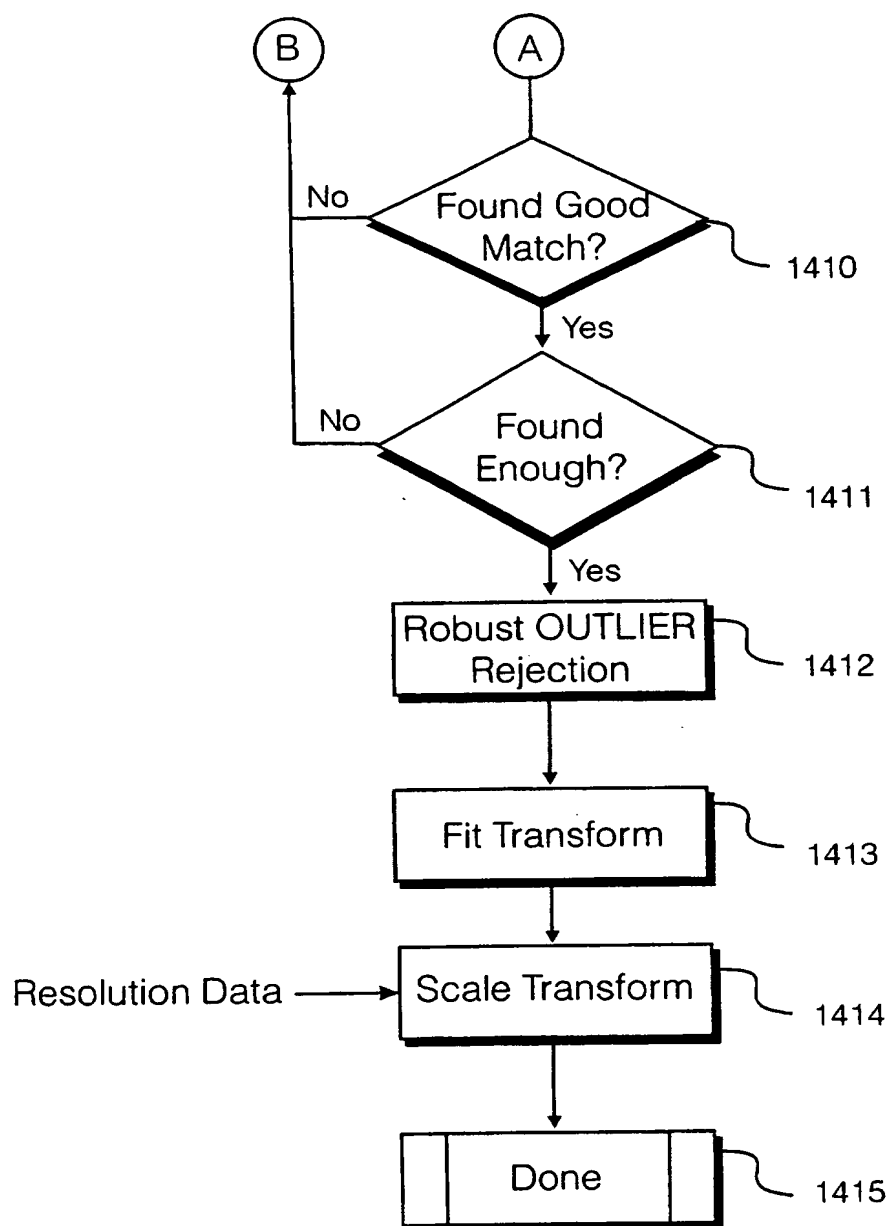 B
A
No
Found Good
Match?
1410
Yes
No
Found
Enough?
1411
Yes
Robust OUTLIER
Rejection
1412
Fit Transform
1413
Resolution Data
Scale Transform
1414
Done
1415